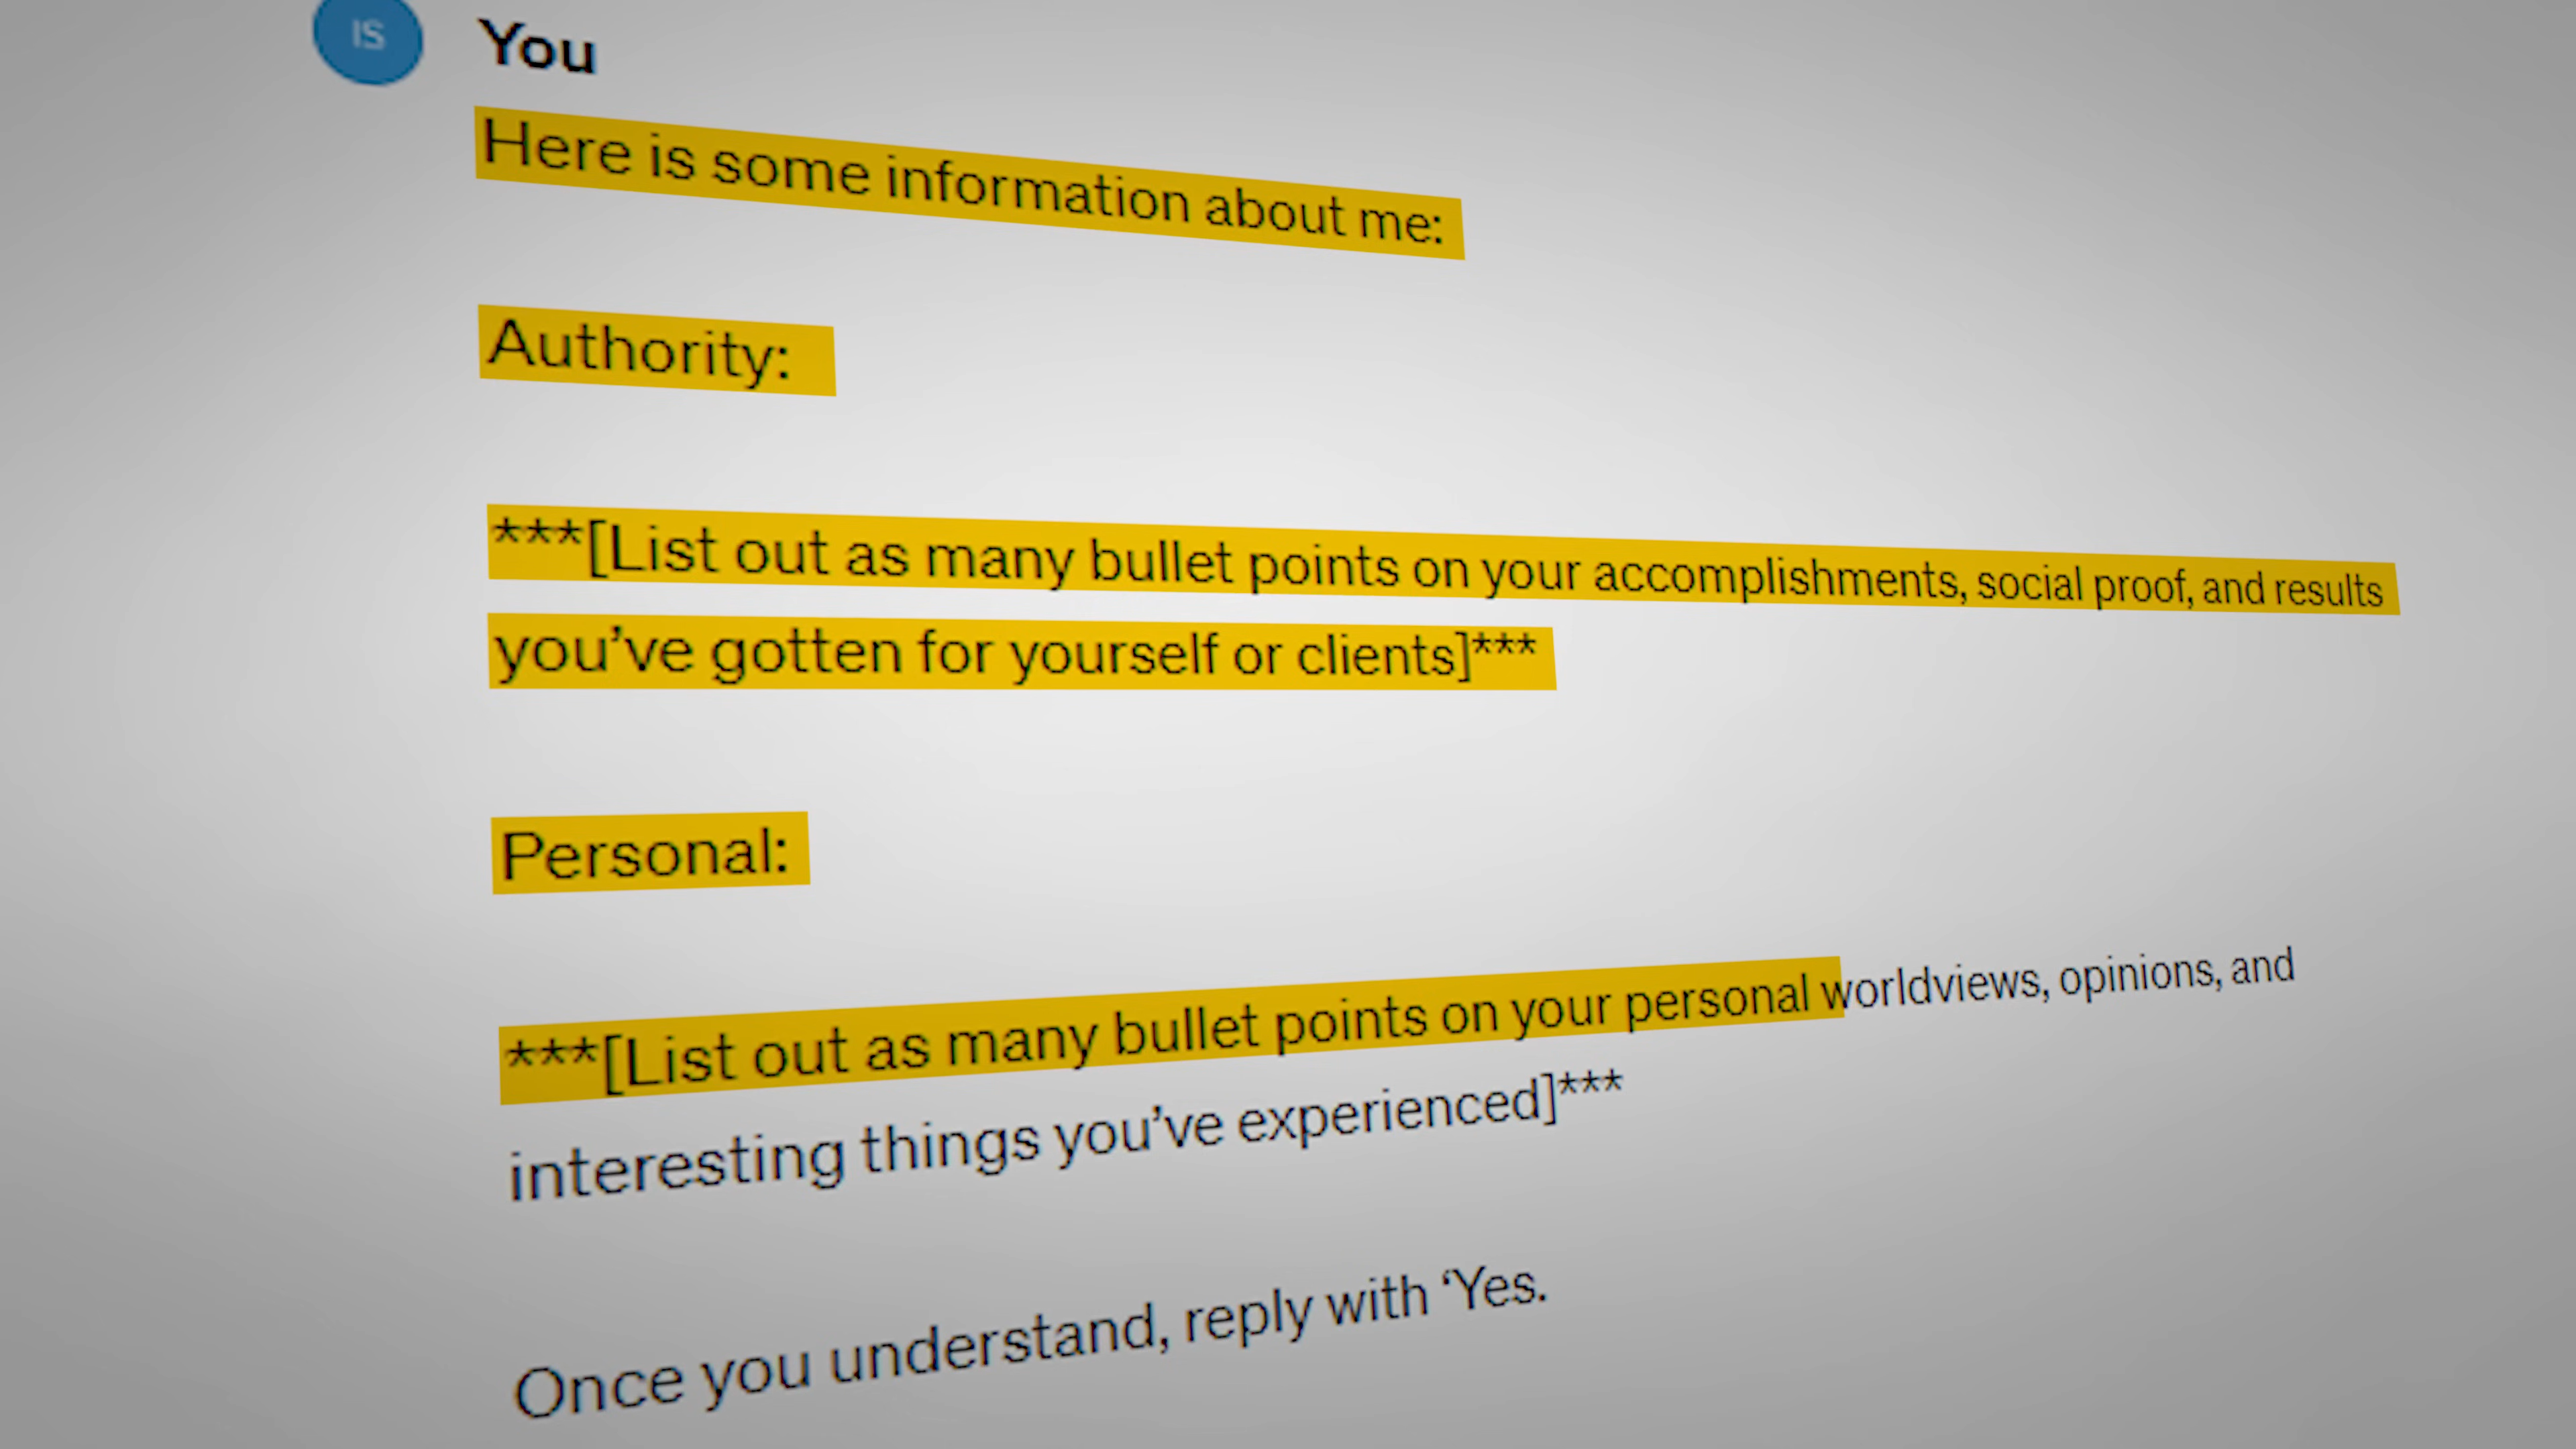 IS
You
Here is some information about me:
Authority:
***[List out as many bullet points on your accomplishments, social proof, and results
you’ve gotten for yourself or clients]***
Personal:
***[List out as many bullet points on your personal worldviews, opinions, and
interesting things you’ve experienced]***
Once you understand, reply with ‘Yes.